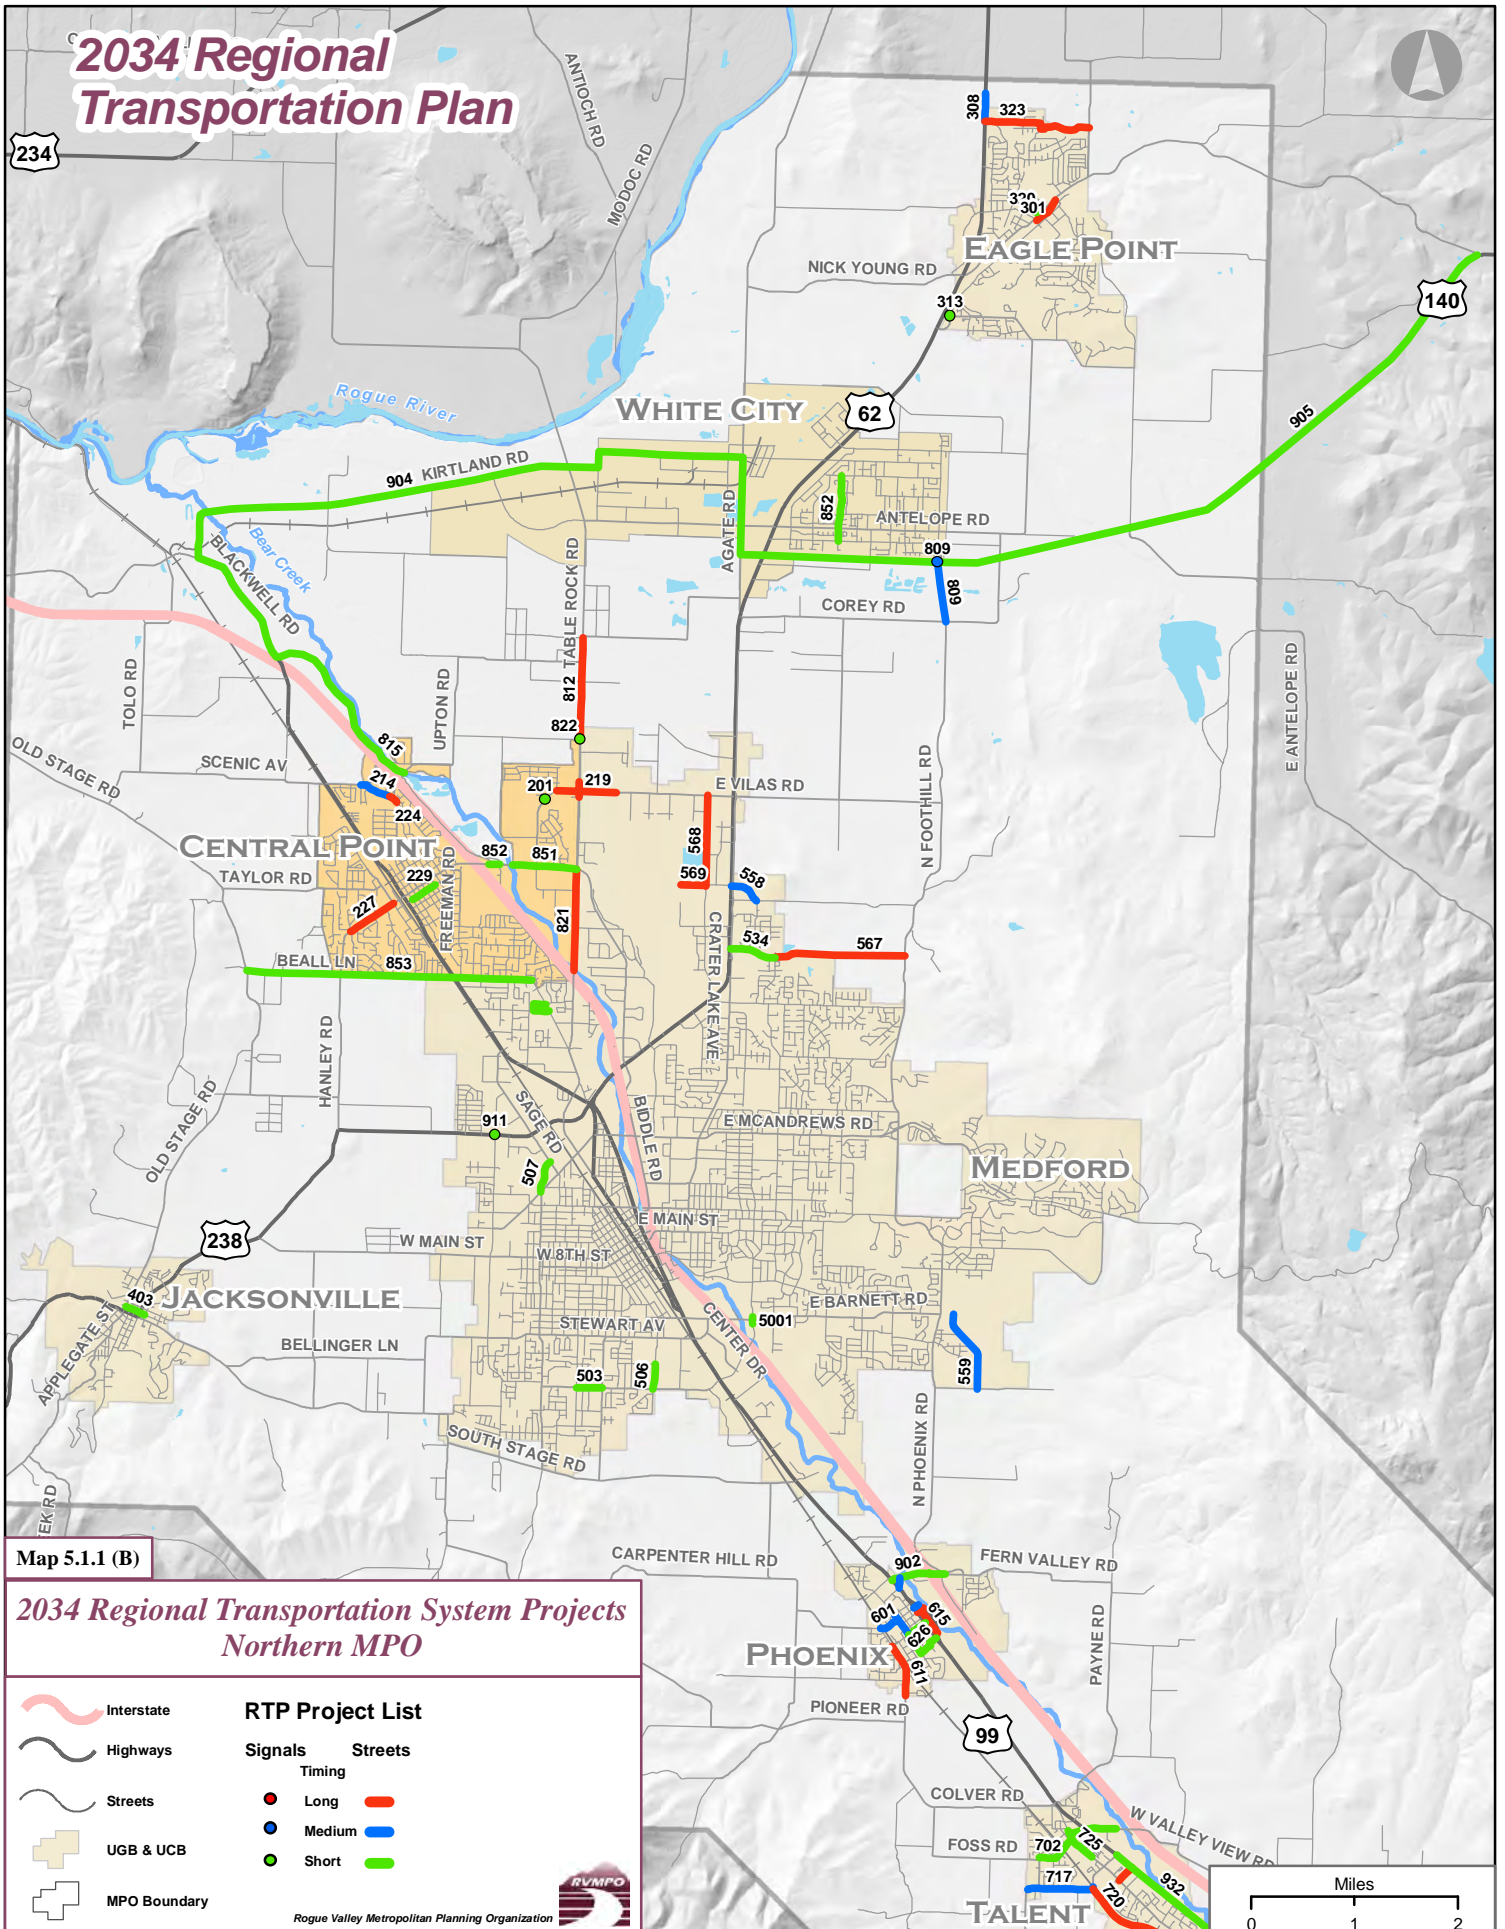 2034 Regional
Transportation Plan
234
ANTIOCH RD
MODOC RD
308
323
301
EAGLE POINT
NICK YOUNG RD
313
140
Rogue River
WHITE CITY
62
905
904
KIRTLAND RD
AGATE RD
852
ANTELOPE RD
809
809
COREY RD
Bear Creek
BLACKWELL RD
TABLE ROCK RD
812
822
TOLO RD
UPTON RD
E ANTELOPE RD
OLD STAGE RD
SCENIC AV
815
214
224
201
219
E VILAS RD
N FOOTHILL RD
CENTRAL POINT
TAYLOR RD
229
227
FREEMAN RD
852
851
821
568
569
558
534
567
CRATER LAKE AVE
BEALL LN
853
HANLEY RD
OLD STAGE RD
SAGE RD
911
507
BIDDLE RD
E MCANDREWS RD
MEDFORD
E MAIN ST
W MAIN ST
W 8TH ST
238
403
JACKSONVILLE
APPLEGATE ST
BELLINGER LN
STEWART AV
CENTER DR
5001
E BARNETT RD
559
503
506
SOUTH STAGE RD
N PHOENIX RD
EK RD
CARPENTER HILL RD
902
FERN VALLEY RD
601
615
626
611
PHOENIX
PAYNE RD
PIONEER RD
99
COLVER RD
W VALLEY VIEW RD
FOSS RD
702
725
717
720
932
TALENT
Map 5.1.1 (B)
2034 Regional Transportation System Projects
Northern MPO
Interstate
Highways
Streets
UGB & UCB
MPO Boundary
RTP Project List
Signals Streets
Timing
Long
Medium
Short
RVMPO
Rogue Valley Metropolitan Planning Organization
Miles
0 1 2